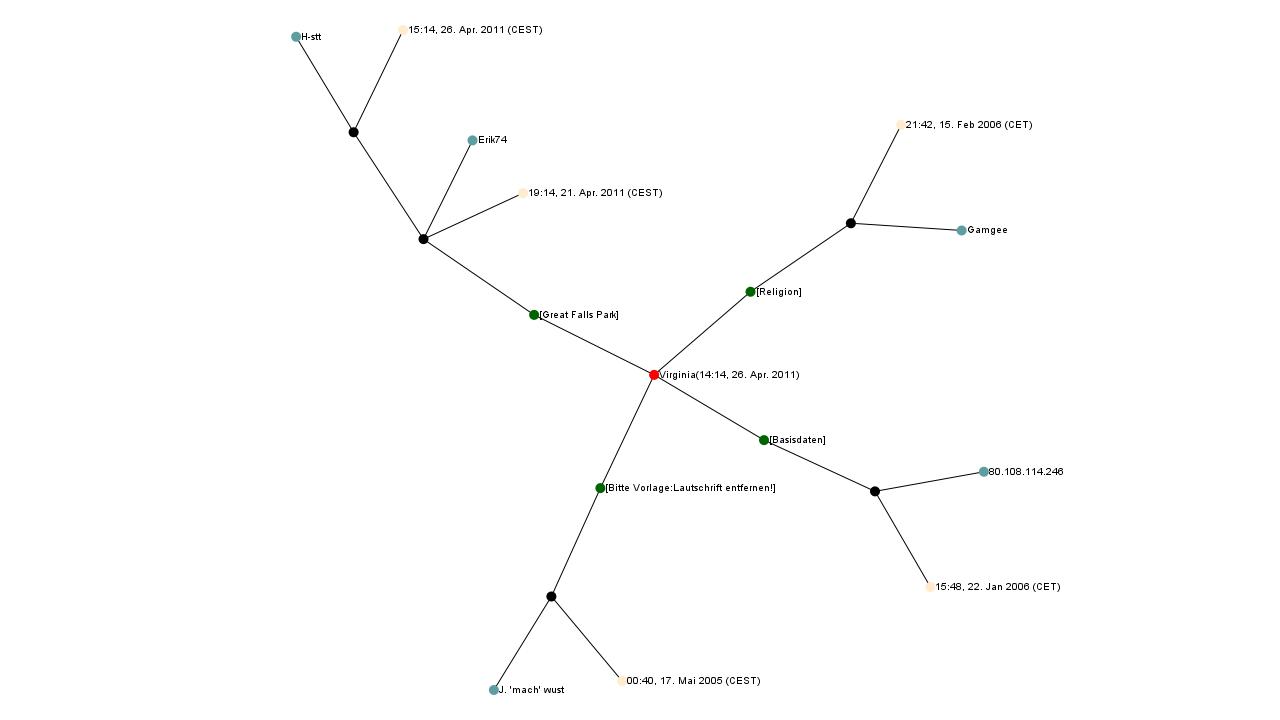 15:14, 26. Apr. 2011 (CEST)
H-stt
21:42, 15. Feb 2006 (CET)
Erik74
19:14, 21. Apr. 2011 (CEST)
Gamgee
[Religion]
[Great Falls Park]
Virginia(14:14, 26. Apr. 2011)
[Basisdaten]
80.108.114.246
[Bitte Vorlage:Lautschrift entfernen!]
15:48, 22. Jan 2006 (CET)
00:40, 17. Mai 2005 (CEST)
J. 'mach' wust